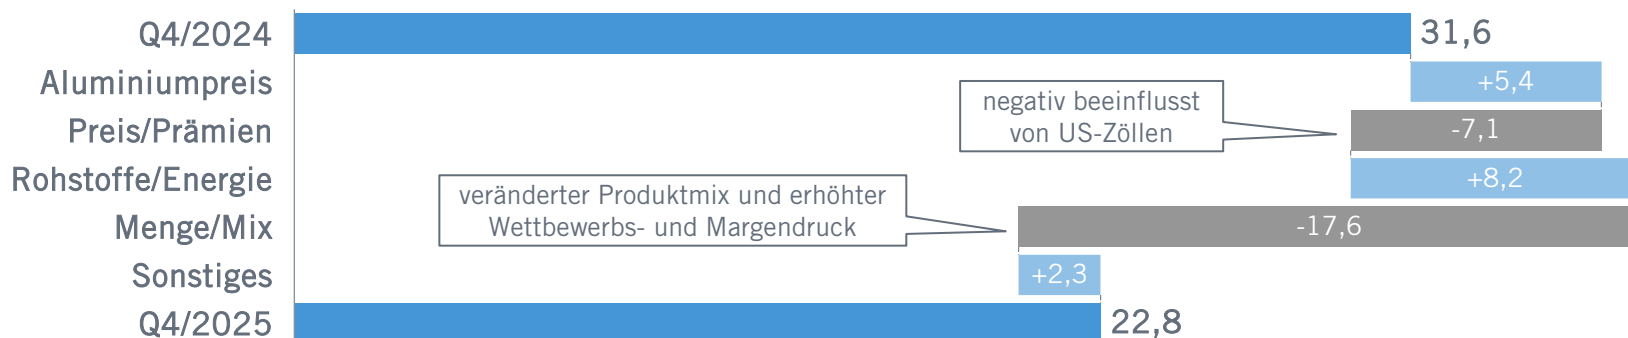 Q4/2024 31,6
Aluminiumpreis +5,4
negativ beeinflusst
von US-Zöllen
Preis/Prämien -7,1
Rohstoffe/Energie +8,2
veränderter Produktmix und erhöhter
Wettbewerbs- und Margendruck
Menge/Mix -17,6
Sonstiges +2,3
Q4/2025 22,8